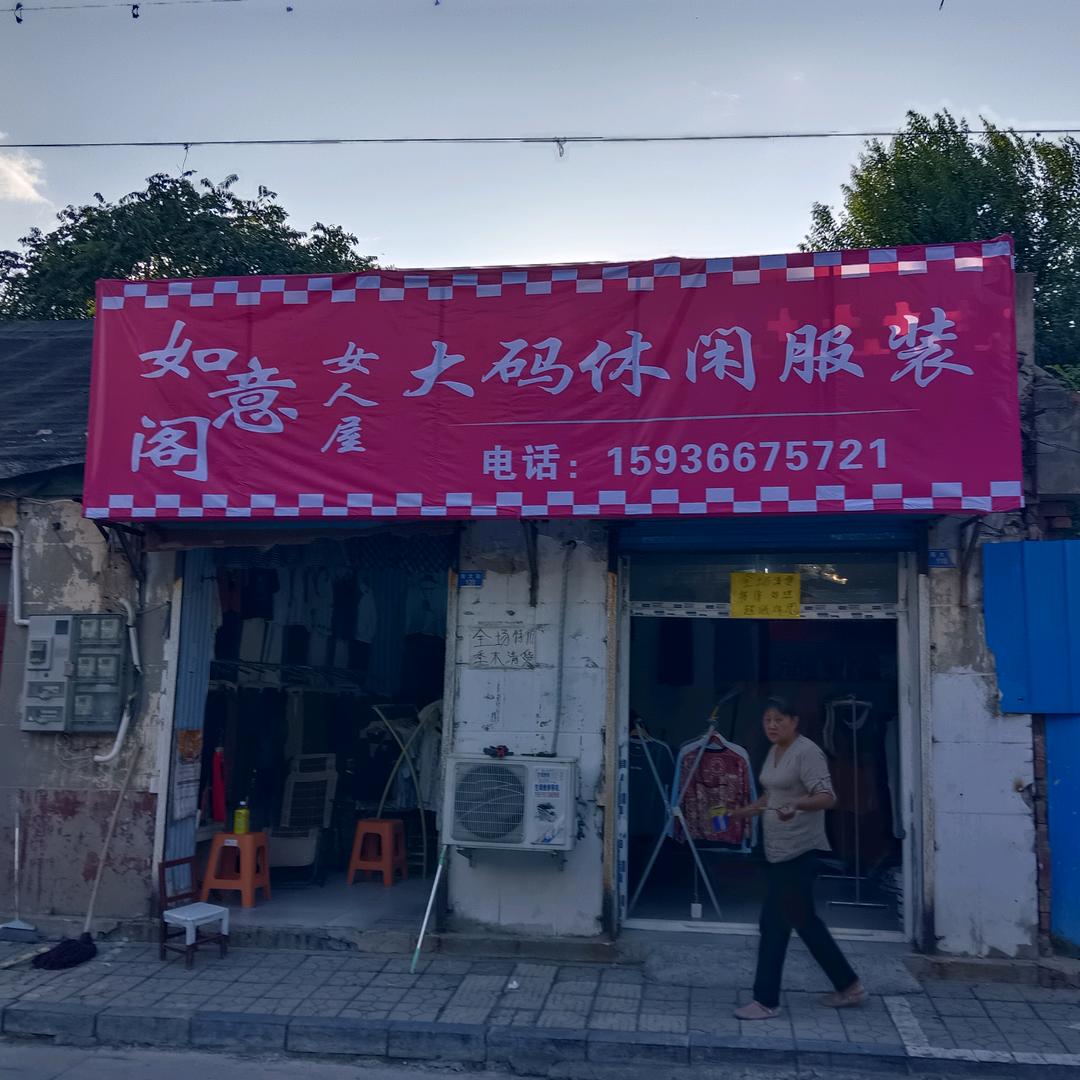 如意阁
女人屋
大码休闲服装
电话：15936675721
全场特价
季末清货